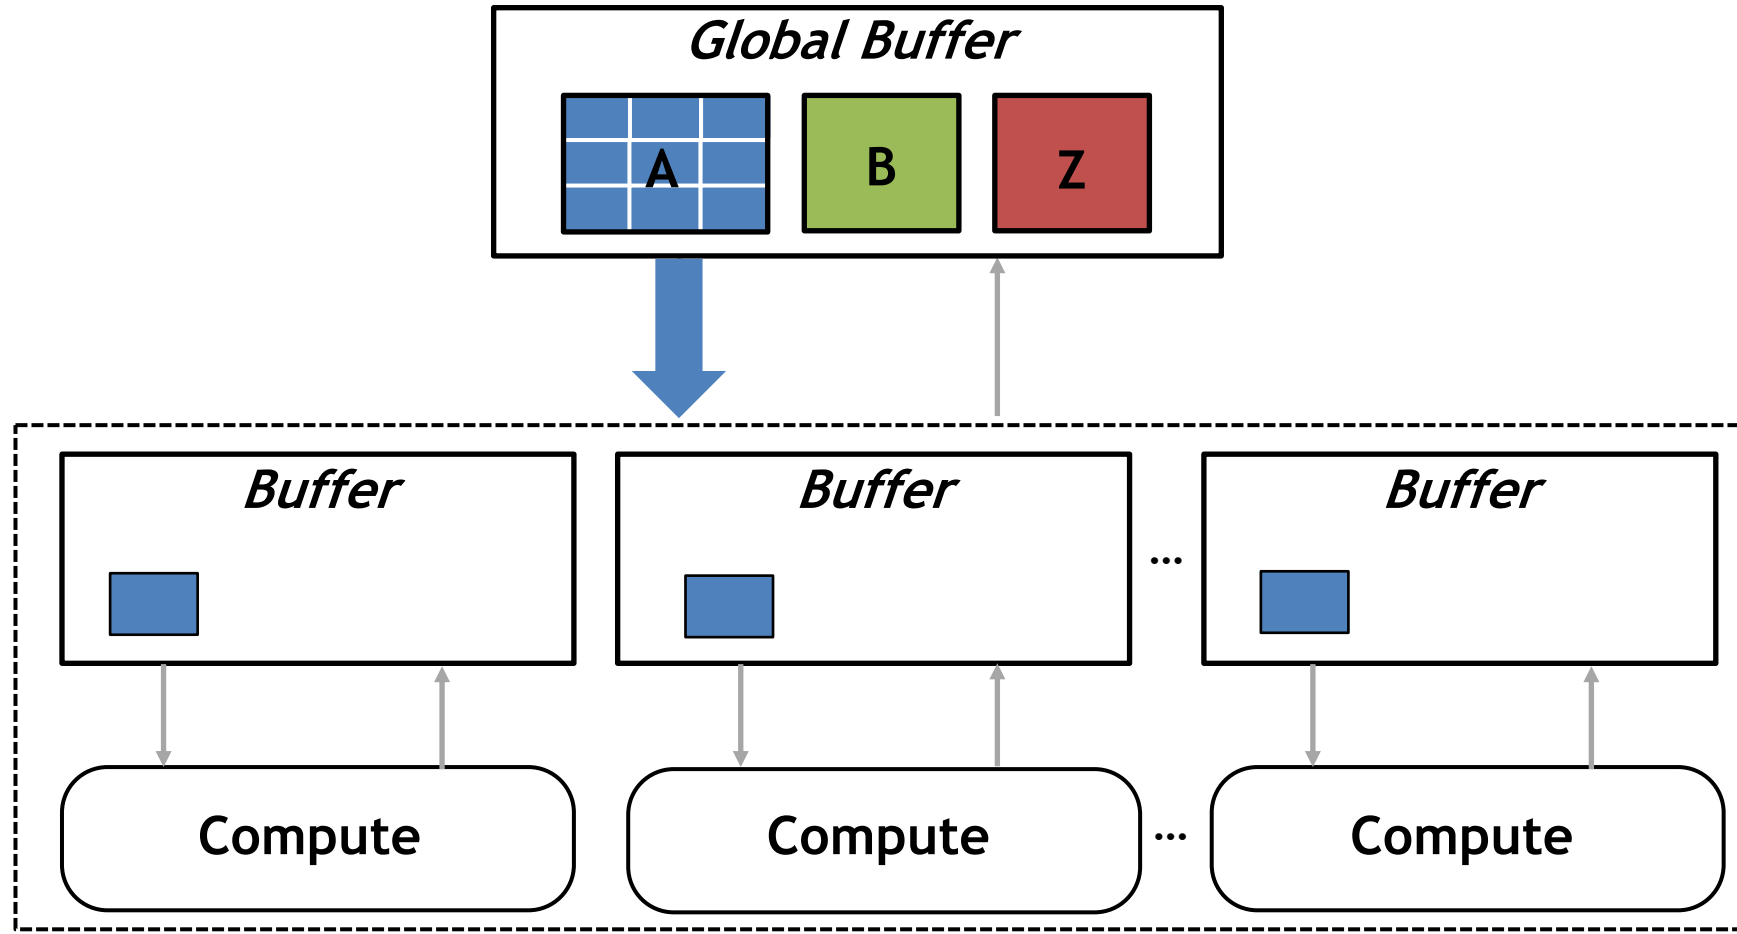 Global Buffer
A
B
Z
Buffer
Buffer
...
Buffer
Compute
Compute
...
Compute